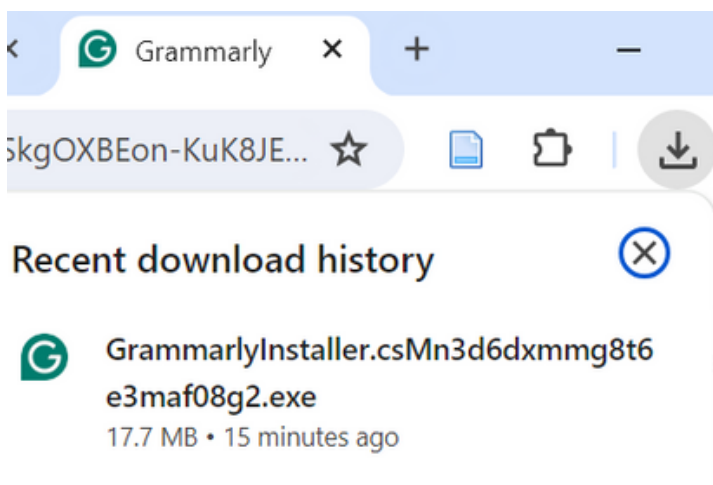 Grammarly
SkgOXBEon-KuK8JE...
Recent download history
GrammarlyInstaller.csMn3d6dxmmg8t6
e3maf08g2.exe
17.7 MB • 15 minutes ago